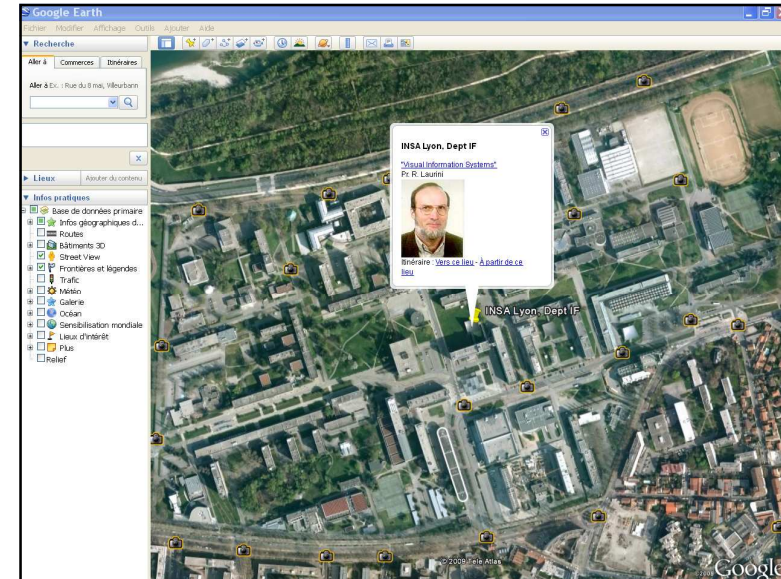 Google Earth
Fichier Modifier Affichage Outils Ajouter Aide
Recherche
Aller à Commerces Itinéraires
Aller à Ex. : Rue du 8 mai, Villeurbann
Lieux Ajouter du contenu
Infos pratiques
Base de données primaire
Infos géographiques d...
Routes
Bâtiments 3D
Street View
Frontières et légendes
Trafic
Météo
Galerie
Océan
Sensibilisation mondiale
Lieux d'intérêt
Plus
Relief
INSA Lyon, Dept IF
"Visual Information Systems"
Pr. R. Laurini
Itinéraire : Vers ce lieu - À partir de ce
lieu
INSA Lyon, Dept IF
© 2009 Tele Atlas
©2009 Google